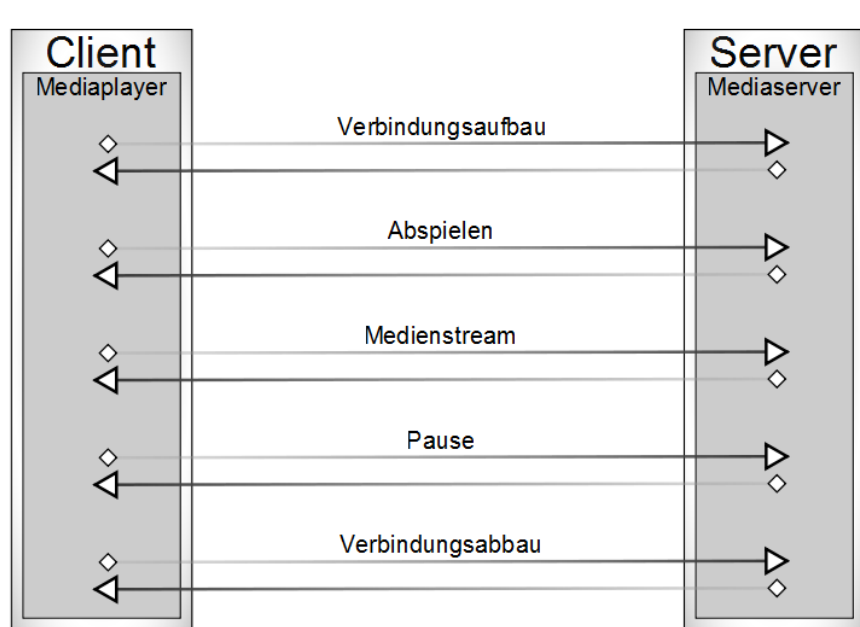 Client
Server
Mediaplayer
Mediaserver
Verbindungsaufbau
Abspielen
Medienstream
Pause
Verbindungsabbau